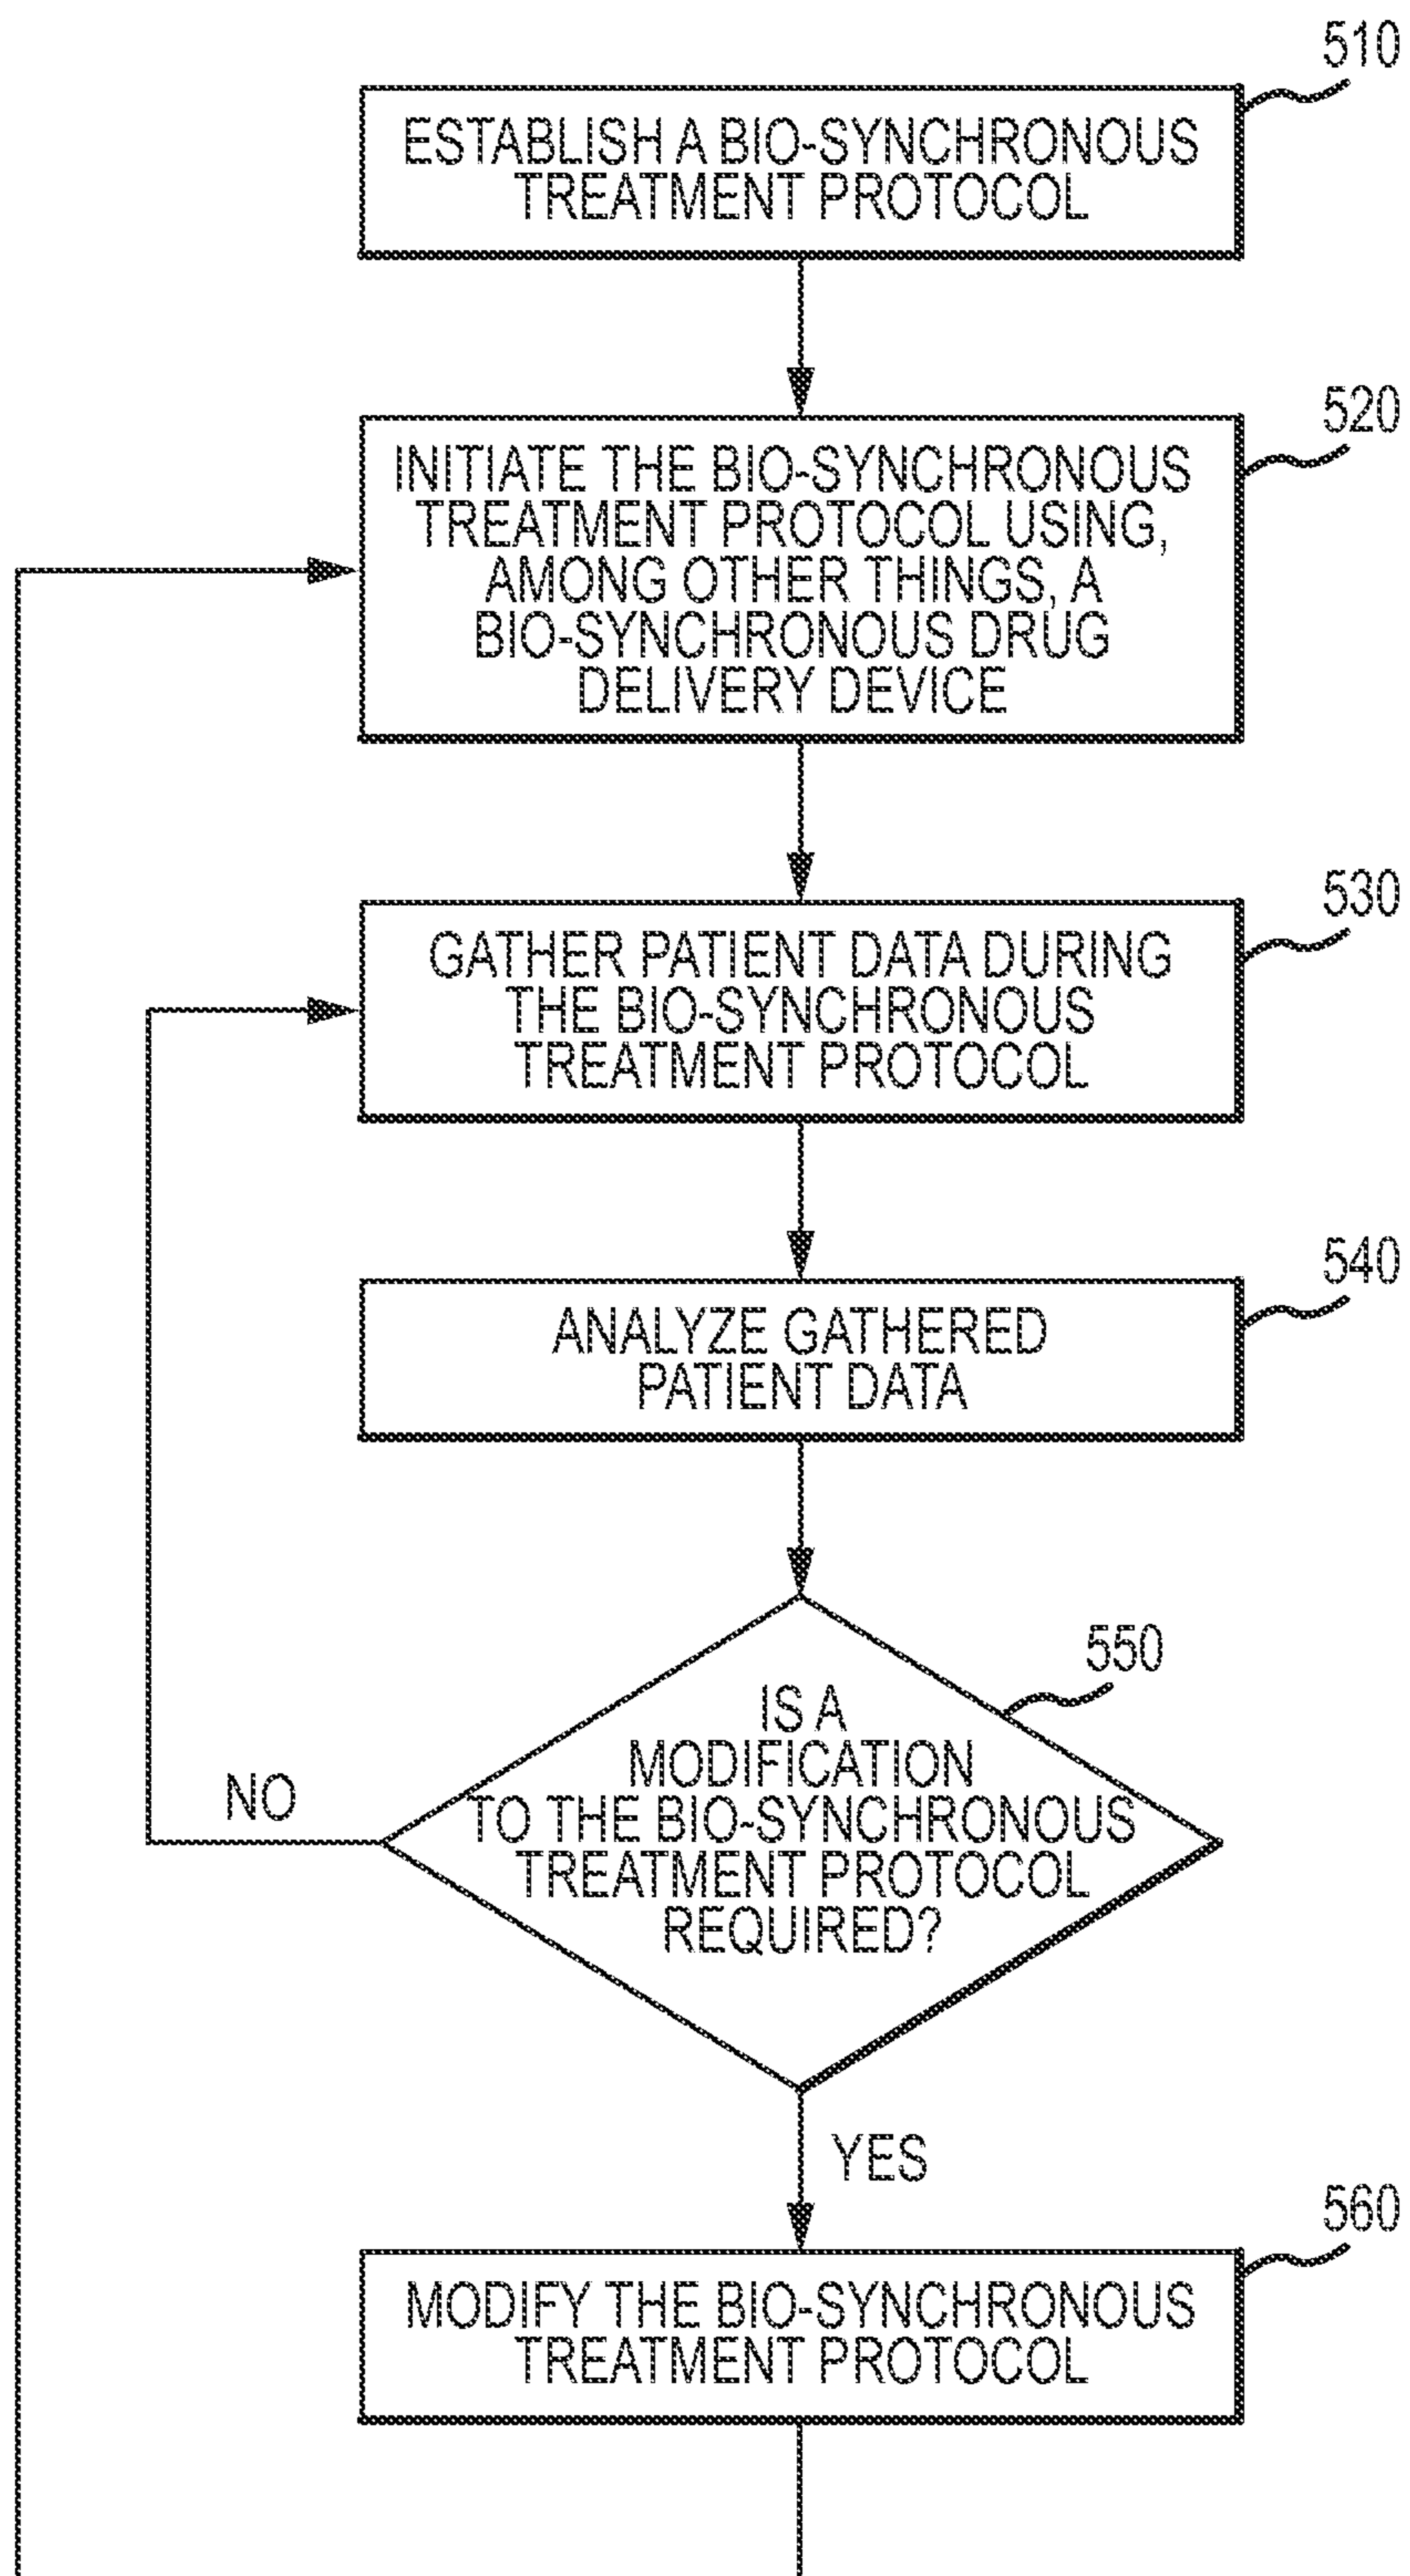 510
ESTABLISH A BIO-SYNCHRONOUS
TREATMENT PROTOCOL
520
INITIATE THE BIO-SYNCHRONOUS
TREATMENT PROTOCOL USING,
AMONG OTHER THINGS, A
BIO-SYNCHRONOUS DRUG
DELIVERY DEVICE
530
GATHER PATIENT DATA DURING
THE BIO-SYNCHRONOUS
TREATMENT PROTOCOL
540
ANALYZE GATHERED
PATIENT DATA
550
IS A
MODIFICATION
TO THE BIO-SYNCHRONOUS
TREATMENT PROTOCOL
REQUIRED?
NO
YES
560
MODIFY THE BIO-SYNCHRONOUS
TREATMENT PROTOCOL